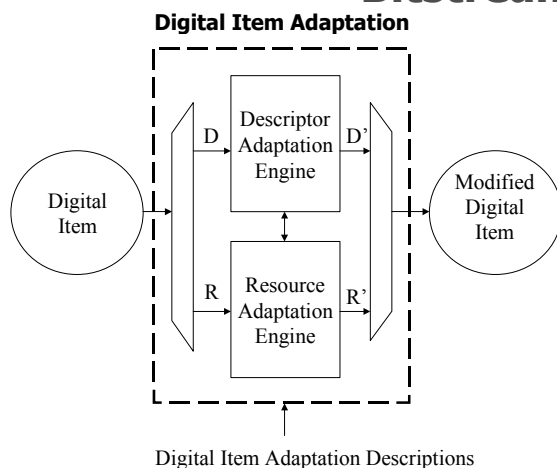 Digital Item Adaptation
Descriptor
Adaptation
Engine
D
D’
Digital
Item
Modified
Digital
Item
Resource
Adaptation
Engine
R
R’
Digital Item Adaptation Descriptions